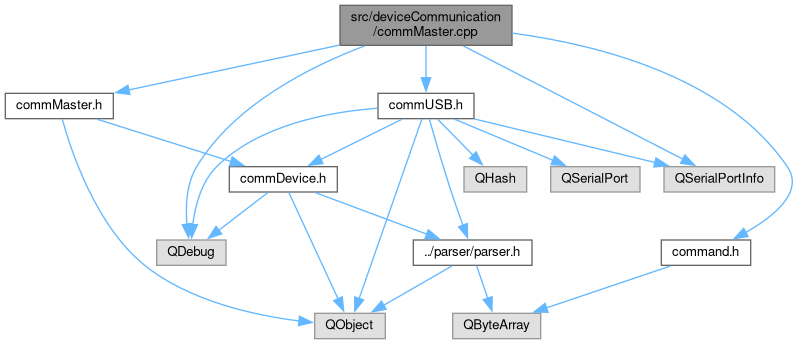 src/deviceCommunication
/commMaster.cpp
commMaster.h
commUSB.h
commDevice.h
QHash
QSerialPort
QSerialPortInfo
QDebug
../parser/parser.h
command.h
QObject
QByteArray